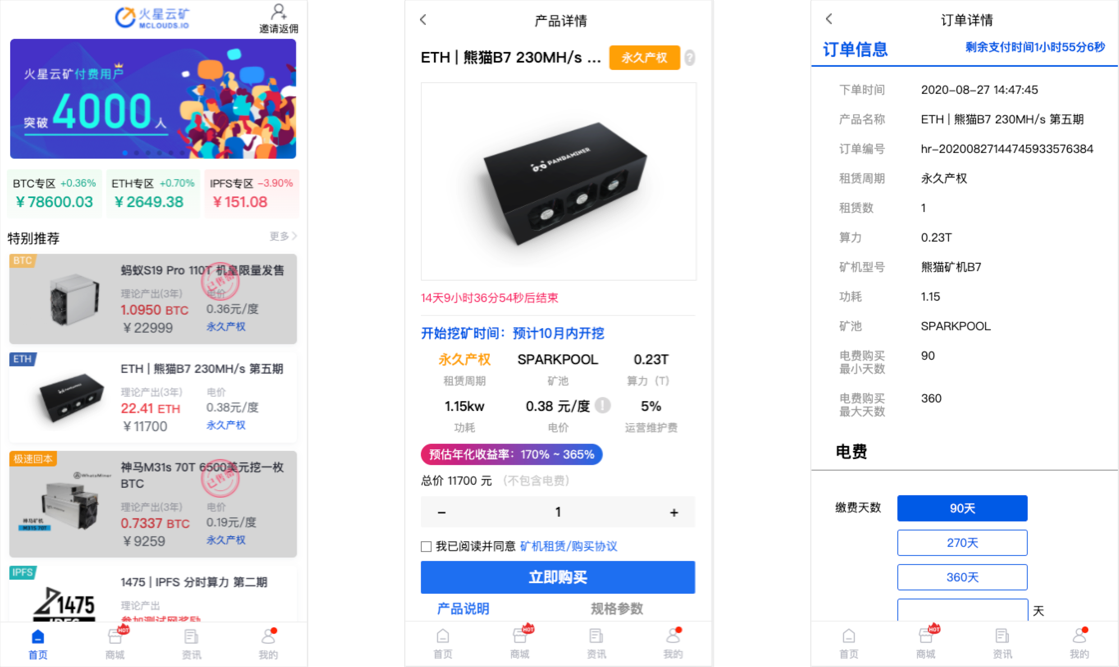 火星云矿
MCLOUDS.IO
邀请返佣
火星云矿付费用户
突破4000人
BTC专区 +0.36%
ETH专区 +0.70%
IPFS专区 -3.90%
¥78600.03
¥2649.38
¥151.08
特别推荐
更多 >
BTC
蚂蚁S19 Pro 110T 机皇限量发售
已售罄
理论产出(3年)
电价
1.0950 BTC
0.36元/度
¥22999
永久产权
ETH
ETH | 熊猫B7 230MH/s 第五期
理论产出(3年)
电价
22.41 ETH
0.38元/度
¥11700
永久产权
极速回本
神马M31s 70T 6500美元挖一枚
BTC
已售罄
WhatsMiner
理论产出(3年)
电价
神马矿机
0.7337 BTC
0.19元/度
¥9259
永久产权
IPFS
1475 | IPFS 分时算力 第二期
1475
理论产出
参加测试网奖励
首页
商城
HOT
资讯
我的
产品详情
ETH | 熊猫B7 230MH/s ...
永久产权
?
PANDAMINER
14天9小时36分54秒后结束
开始挖矿时间：预计10月内开挖
永久产权
SPARKPOOL
0.23T
租赁周期
矿池
算力（T）
1.15kw
0.38 元/度
!
5%
功耗
电价
运营维护费
预估年化收益率：170% ~ 365%
总价 11700 元 （不包含电费）
−
1
+
我已阅读并同意 矿机租赁/购买协议
立即购买
产品说明
规格参数
首页
商城
HOT
资讯
我的
订单详情
订单信息
剩余支付时间1小时55分6秒
下单时间 2020-08-27 14:47:45
产品名称 ETH | 熊猫B7 230MH/s 第五期
订单编号 hr-20200827144745933576384
租赁周期 永久产权
租赁数 1
算力 0.23T
矿机型号 熊猫矿机B7
功耗 1.15
矿池 SPARKPOOL
电费购买 90
最小天数
电费购买 360
最大天数
电费
缴费天数
90天
270天
360天
天
首页
商城
HOT
资讯
我的